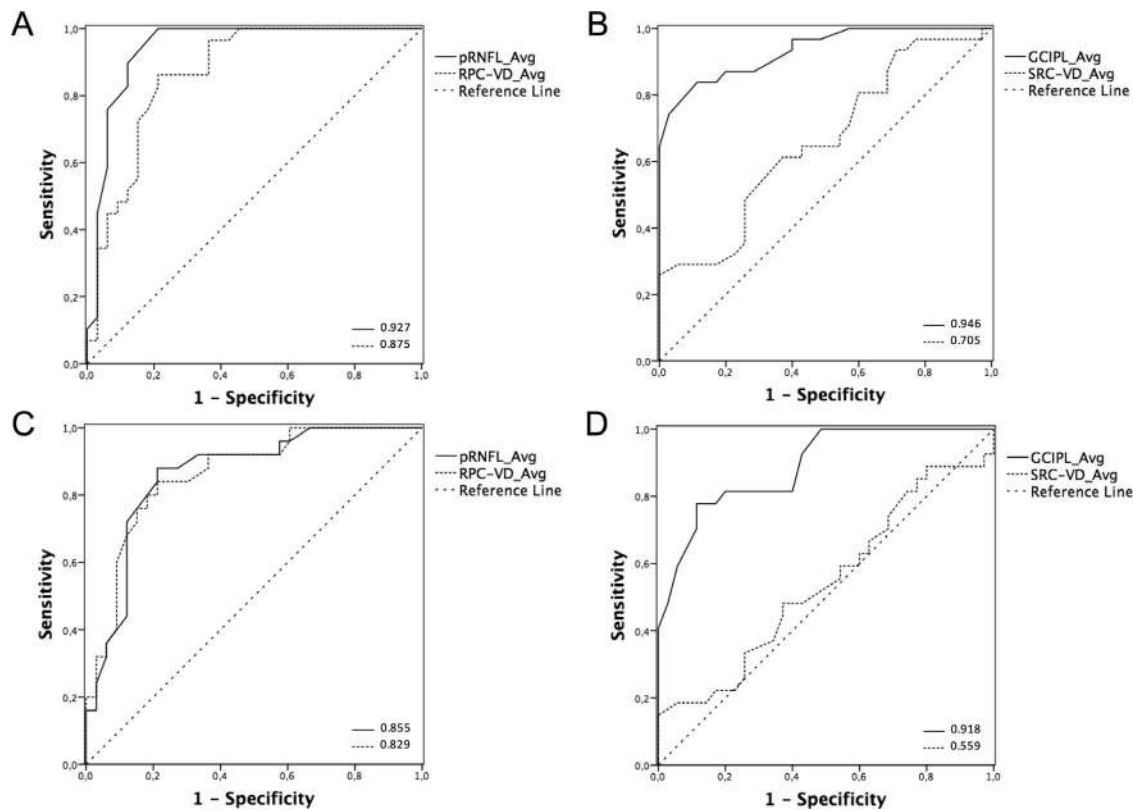 A
Sensitivity
1,0
0,8
0,6
0,4
0,2
0,0
0,0 0,2 0,4 0,6 0,8 1,0
1 - Specificity
pRNFL_Avg
RPC-VD_Avg
Reference Line
0.927
0.875
B
Sensitivity
1,0
0,8
0,6
0,4
0,2
0,0
0,0 0,2 0,4 0,6 0,8 1,0
1 - Specificity
GCIPL_Avg
SRC-VD_Avg
Reference Line
0.946
0.705
C
Sensitivity
1,0
0,8
0,6
0,4
0,2
0,0
0,0 0,2 0,4 0,6 0,8 1,0
1 - Specificity
pRNFL_Avg
RPC-VD_Avg
Reference Line
0.855
0.829
D
Sensitivity
1,0
0,8
0,6
0,4
0,2
0,0
0,0 0,2 0,4 0,6 0,8 1,0
1 - Specificity
GCIPL_Avg
SRC-VD_Avg
Reference Line
0.918
0.559